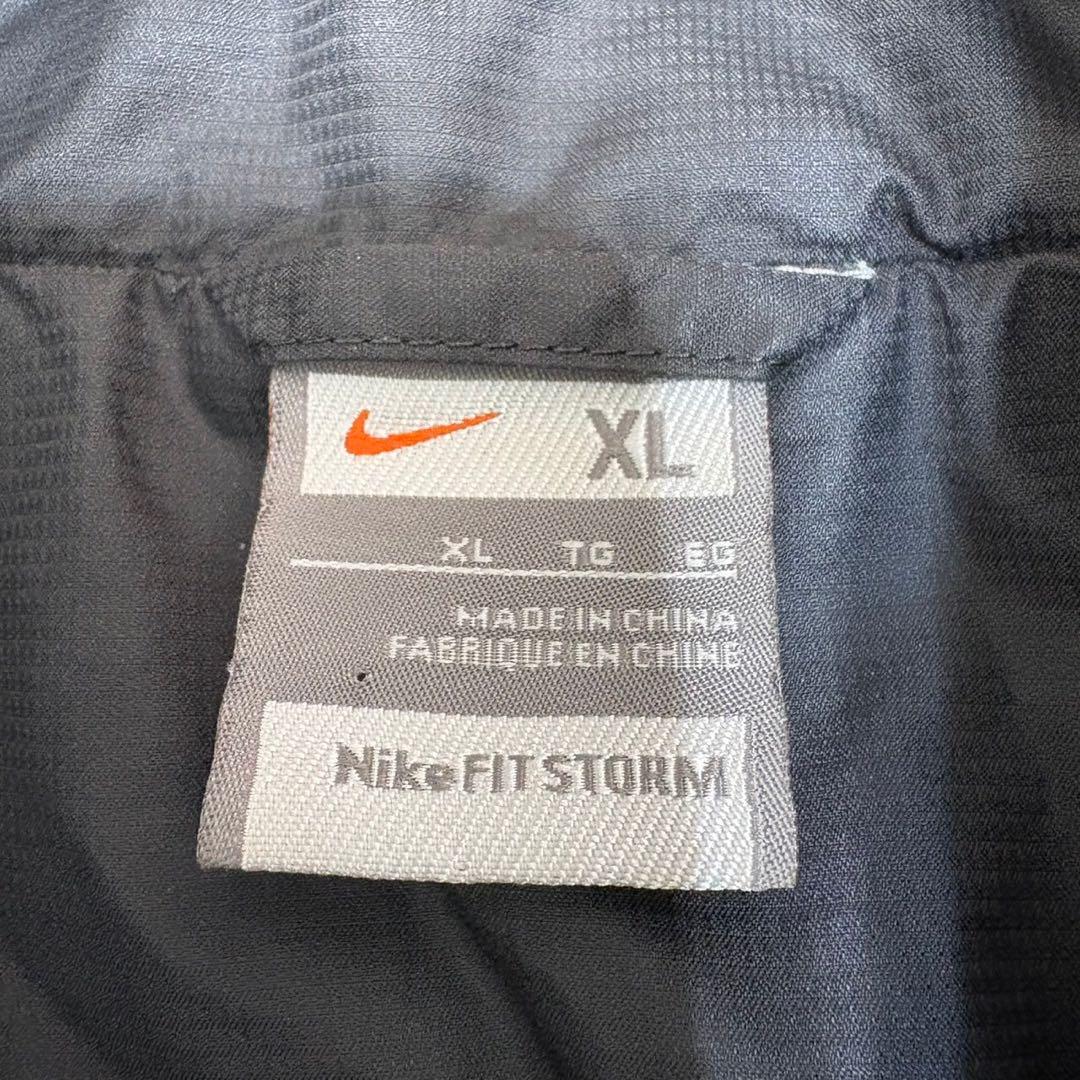 XL
XL TG EG
MADE IN CHINA
FABRIQUE EN CHINE
Nike FIT STORM